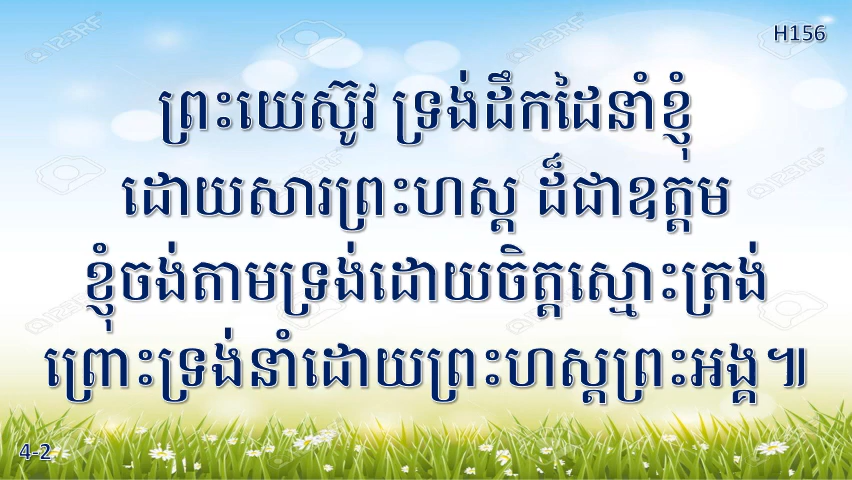 H156
ព្រះយេស៊ូវ ទ្រង់ដឹកដៃនាំខ្ញុំ
ដោយសារព្រះហស្ត ដ៏ជាឧត្តម
ខ្ញុំចង់តាមទ្រង់ដោយចិត្តស្មោះត្រង់
ព្រោះទ្រង់នាំដោយព្រះហស្តព្រះអង្គ៕
4-2